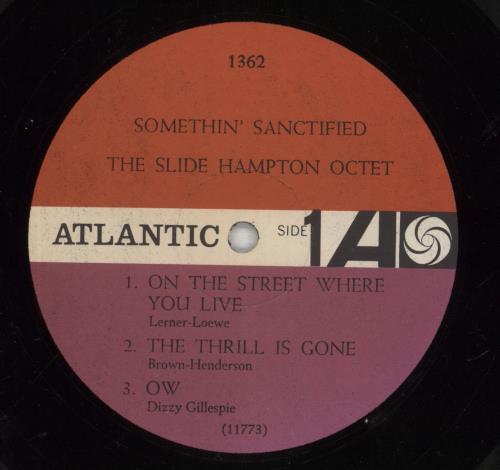 1362
SOMETHIN' SANCTIFIED
THE SLIDE HAMPTON OCTET
ATLANTIC SIDE 1 A
1. ON THE STREET WHERE
YOU LIVE
Lerner-Loewe
2. THE THRILL IS GONE
Brown-Henderson
3. OW
Dizzy Gillespie
(11773)